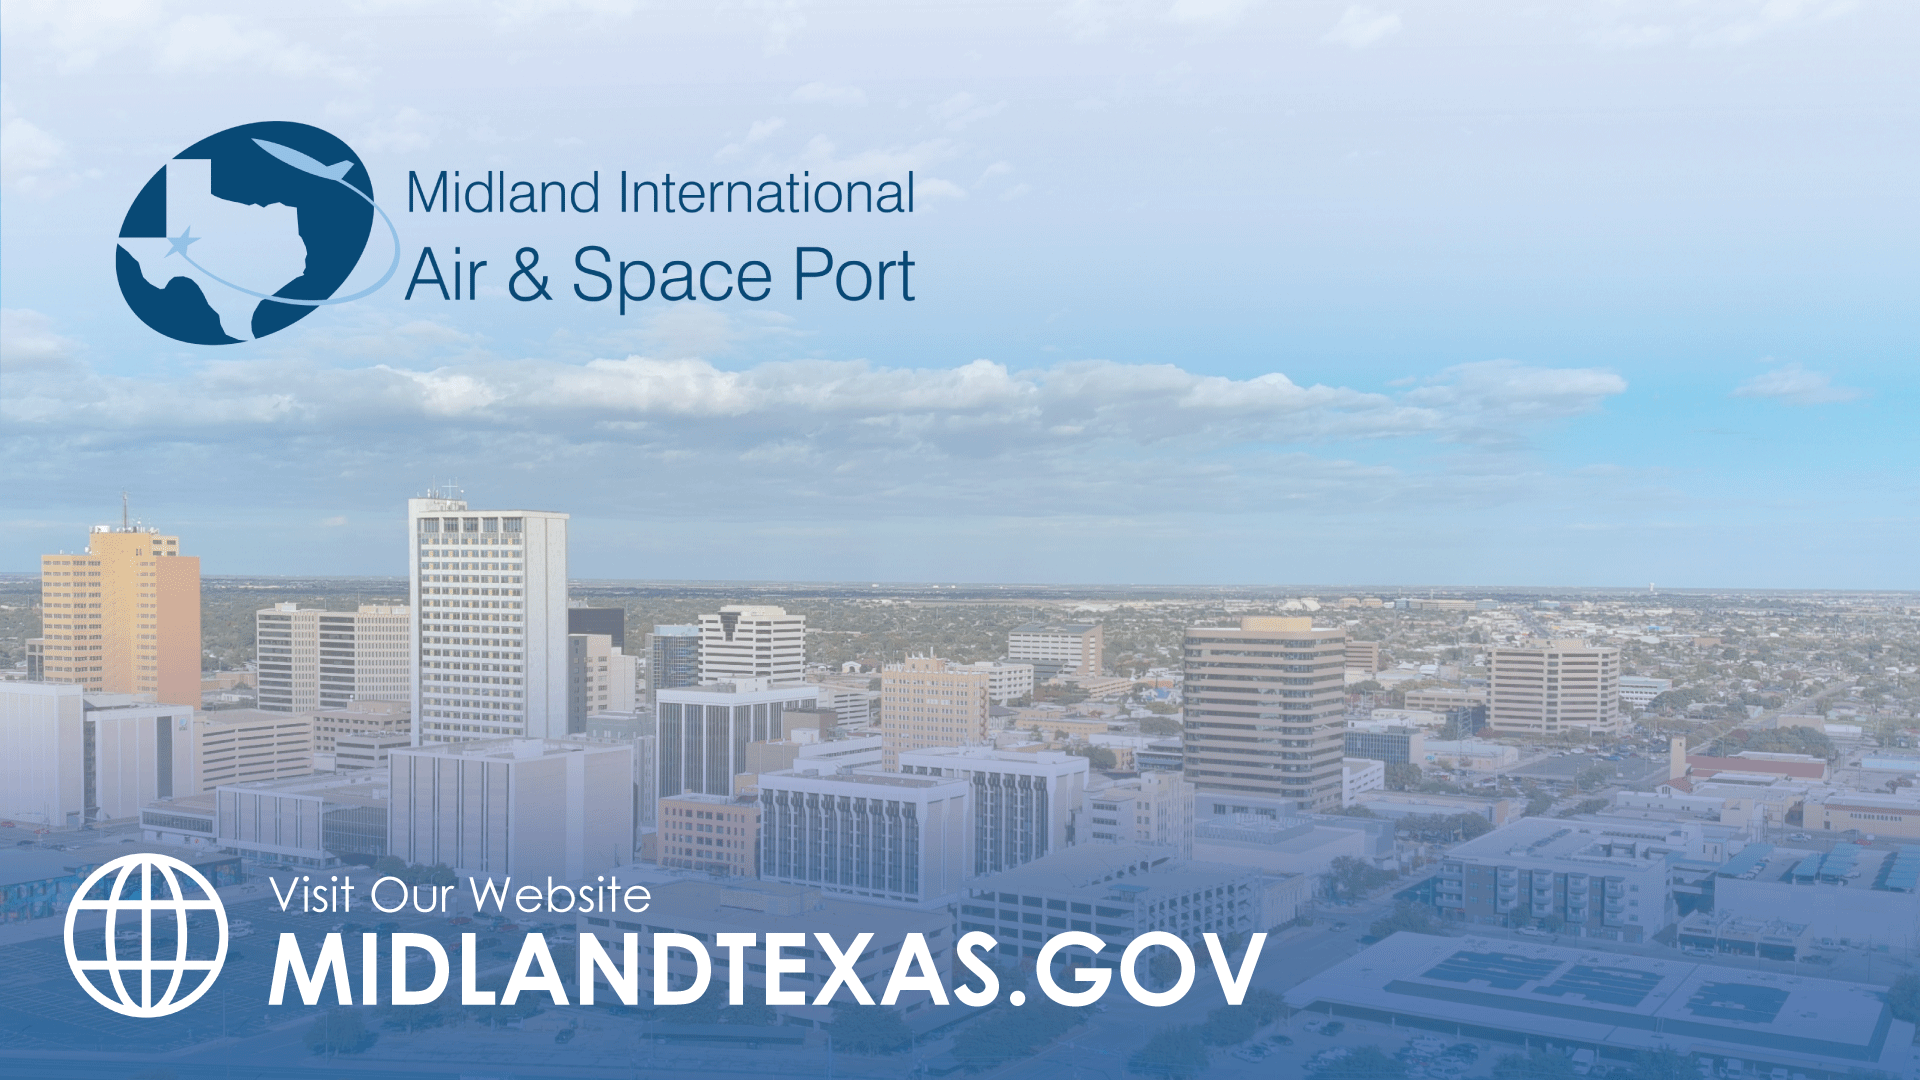 Midland International
Air & Space Port
Visit Our Website
MIDLANDTEXAS.GOV